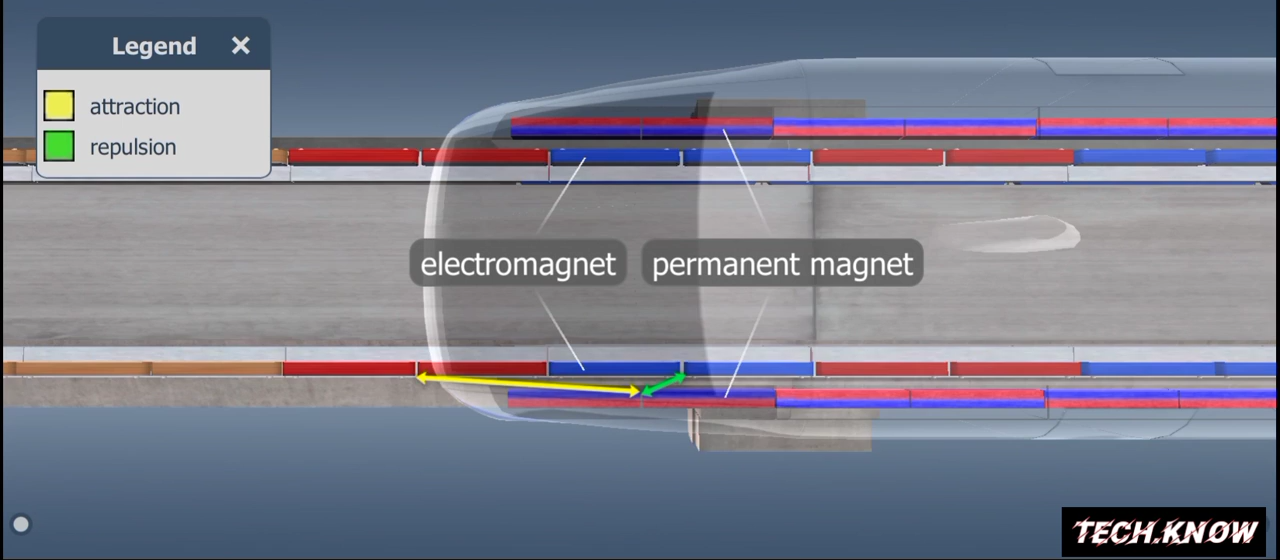 Legend ✕
attraction
repulsion
electromagnet
permanent magnet
TECH.KNOW